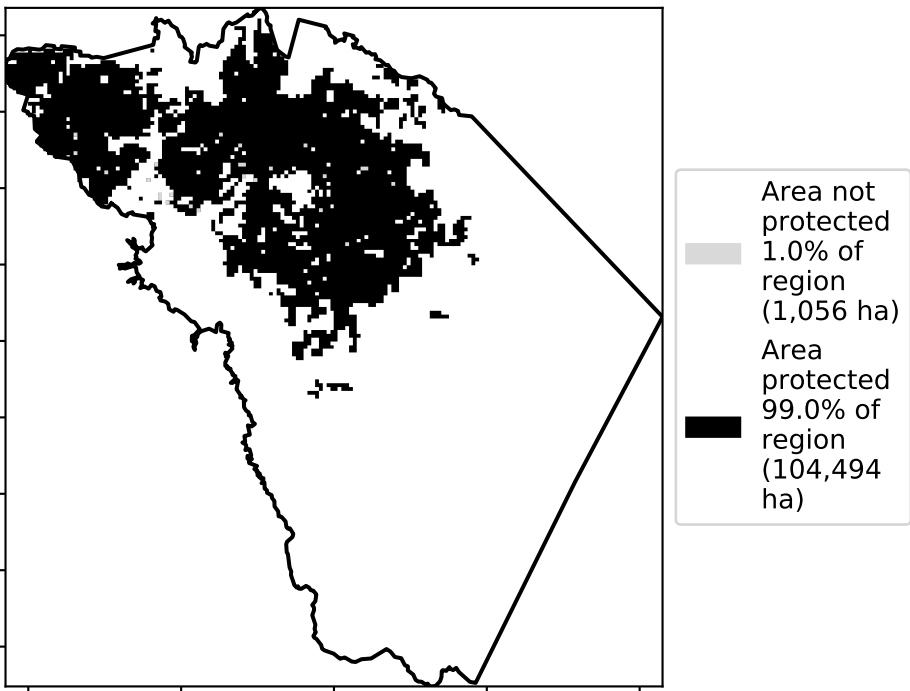 Area not
protected
1.0% of
region
(1,056 ha)
Area
protected
99.0% of
region
(104,494
ha)